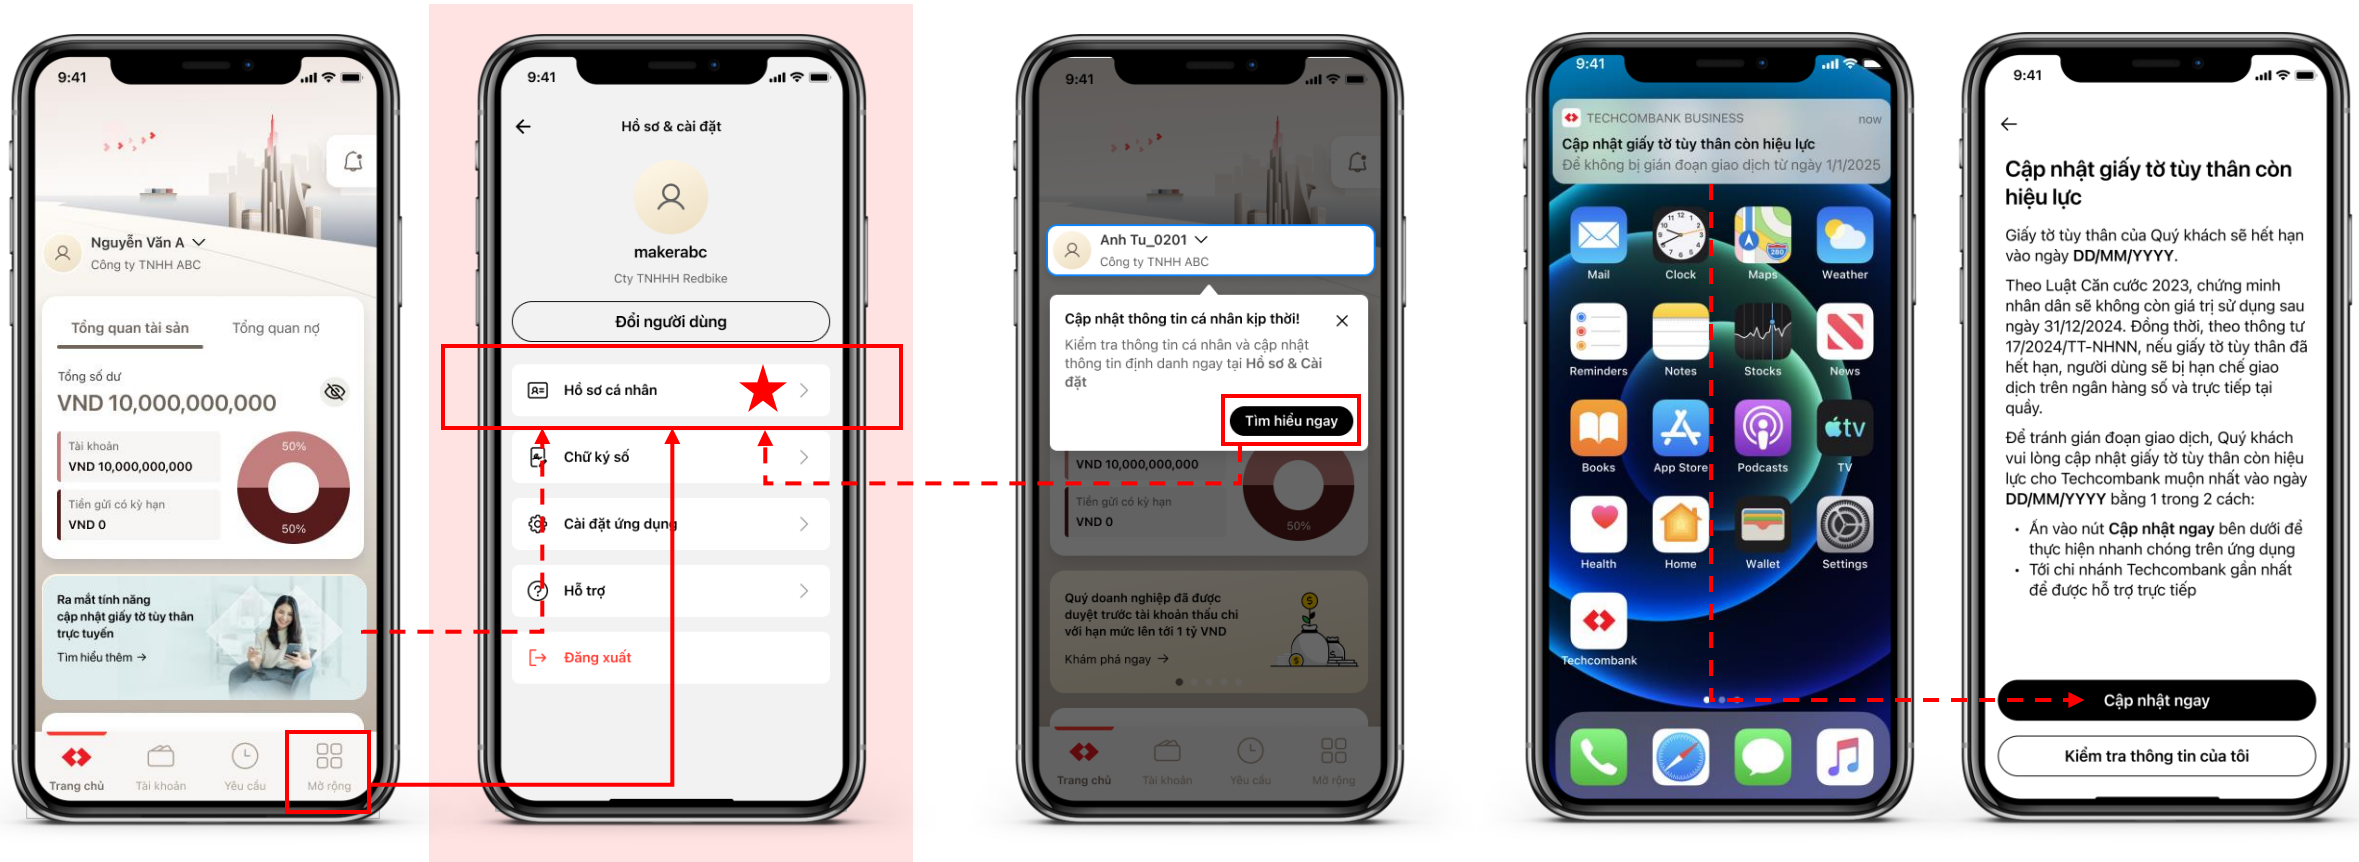 9:41
Nguyễn Văn A
Công ty TNHH ABC
Tổng quan tài sản
Tổng quan nợ
Tổng số dư
VND 10,000,000,000
Tài khoản
VND 10,000,000,000
Tiền gửi có kỳ hạn
VND 0
50%
50%
Ra mắt tính năng
cập nhật giấy tờ tùy thân
trực tuyến
Tìm hiểu thêm →
Trang chủ
Tài khoản
Yêu cầu
Mở rộng
9:41
Hồ sơ & cài đặt
makerabc
Cty TNHHH Redbike
Đổi người dùng
Hồ sơ cá nhân
Chữ ký số
Cài đặt ứng dụng
Hỗ trợ
Đăng xuất
9:41
Anh Tu_0201
Công ty TNHH ABC
Cập nhật thông tin cá nhân kịp thời!
Kiểm tra thông tin cá nhân và cập nhật
thông tin định danh ngay tại Hồ sơ & Cài
đặt
Tìm hiểu ngay
VND 10,000,000,000
Tiền gửi có kỳ hạn
VND 0
50%
Quý doanh nghiệp đã được
duyệt trước tài khoản thấu chi
với hạn mức lên tới 1 tỷ VND
Khám phá ngay →
Trang chủ
Tài khoản
Yêu cầu
Mở rộng
9:41
TECHCOMBANK BUSINESS
now
Cập nhật giấy tờ tùy thân còn hiệu lực
Để không bị gián đoạn giao dịch từ ngày 1/1/2025
Mail
Clock
Maps
Weather
Reminders
Notes
Stocks
News
Books
App Store
Podcasts
TV
tv
Health
Home
Wallet
Settings
Techcombank
9:41
Cập nhật giấy tờ tùy thân còn
hiệu lực
Giấy tờ tùy thân của Quý khách sẽ hết hạn
vào ngày DD/MM/YYYY.
Theo Luật Căn cước 2023, chứng minh
nhân dân sẽ không còn giá trị sử dụng sau
ngày 31/12/2024. Đồng thời, theo thông tư
17/2024/TT-NHNN, nếu giấy tờ tùy thân đã
hết hạn, người dùng sẽ bị hạn chế giao
dịch trên ngân hàng số và trực tiếp tại
quầy.
Để tránh gián đoạn giao dịch, Quý khách
vui lòng cập nhật giấy tờ tùy thân còn hiệu
lực cho Techcombank muộn nhất vào ngày
DD/MM/YYYY bằng 1 trong 2 cách:
• Ấn vào nút Cập nhật ngay bên dưới để
thực hiện nhanh chóng trên ứng dụng
• Tới chi nhánh Techcombank gần nhất
để được hỗ trợ trực tiếp
Cập nhật ngay
Kiểm tra thông tin của tôi